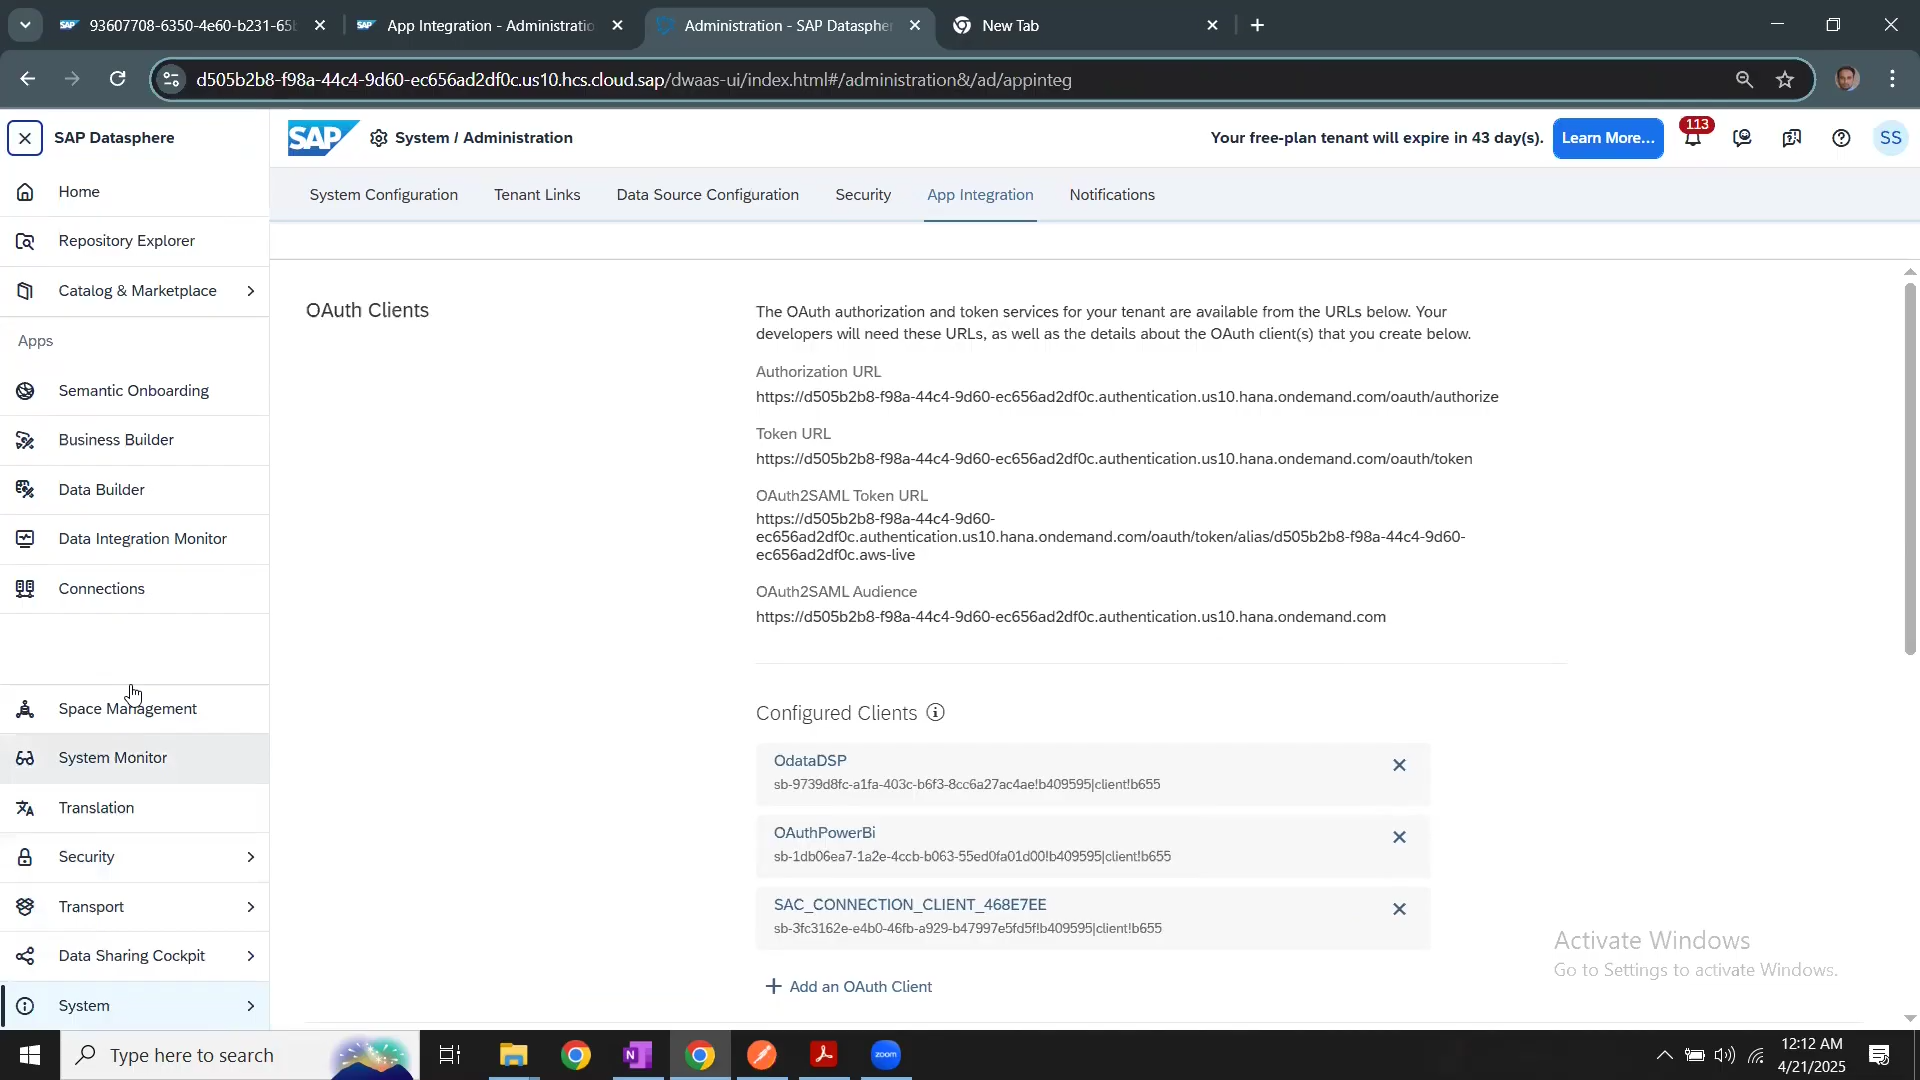 93607708-6350-4e60-b231-65b
App Integration - Administratio
Administration - SAP Dataspher
New Tab
d505b2b8-f98a-44c4-9d60-ec656ad2df0c.us10.hcs.cloud.sap/dwaas-ui/index.html#/administration&/ad/appinteg
SAP Datasphere
SAP
System / Administration
Your free-plan tenant will expire in 43 day(s).
Learn More...
113
SS
Home
Repository Explorer
Catalog & Marketplace
Apps
Semantic Onboarding
Business Builder
Data Builder
Data Integration Monitor
Connections
Space Management
System Monitor
Translation
Security
Transport
Data Sharing Cockpit
System
System Configuration
Tenant Links
Data Source Configuration
Security
App Integration
Notifications
OAuth Clients
The OAuth authorization and token services for your tenant are available from the URLs below. Your
developers will need these URLs, as well as the details about the OAuth client(s) that you create below.
Authorization URL
https://d505b2b8-f98a-44c4-9d60-ec656ad2df0c.authentication.us10.hana.ondemand.com/oauth/authorize
Token URL
https://d505b2b8-f98a-44c4-9d60-ec656ad2df0c.authentication.us10.hana.ondemand.com/oauth/token
OAuth2SAML Token URL
https://d505b2b8-f98a-44c4-9d60-
ec656ad2df0c.authentication.us10.hana.ondemand.com/oauth/token/alias/d505b2b8-f98a-44c4-9d60-
ec656ad2df0c.aws-live
OAuth2SAML Audience
https://d505b2b8-f98a-44c4-9d60-ec656ad2df0c.authentication.us10.hana.ondemand.com
Configured Clients
OdataDSP
sb-9739d8fc-a1fa-403c-b6f3-8cc6a27ac4ae!b409595|client!b655
OAuthPowerBi
sb-1db06ea7-1a2e-4ccb-b063-55ed0fa01d00!b409595|client!b655
SAC_CONNECTION_CLIENT_468E7EE
sb-3fc3162e-e4b0-46fb-a929-b47997e5fd5f!b409595|client!b655
Add an OAuth Client
Activate Windows
Go to Settings to activate Windows.
Type here to search
zoom
12:12 AM
4/21/2025